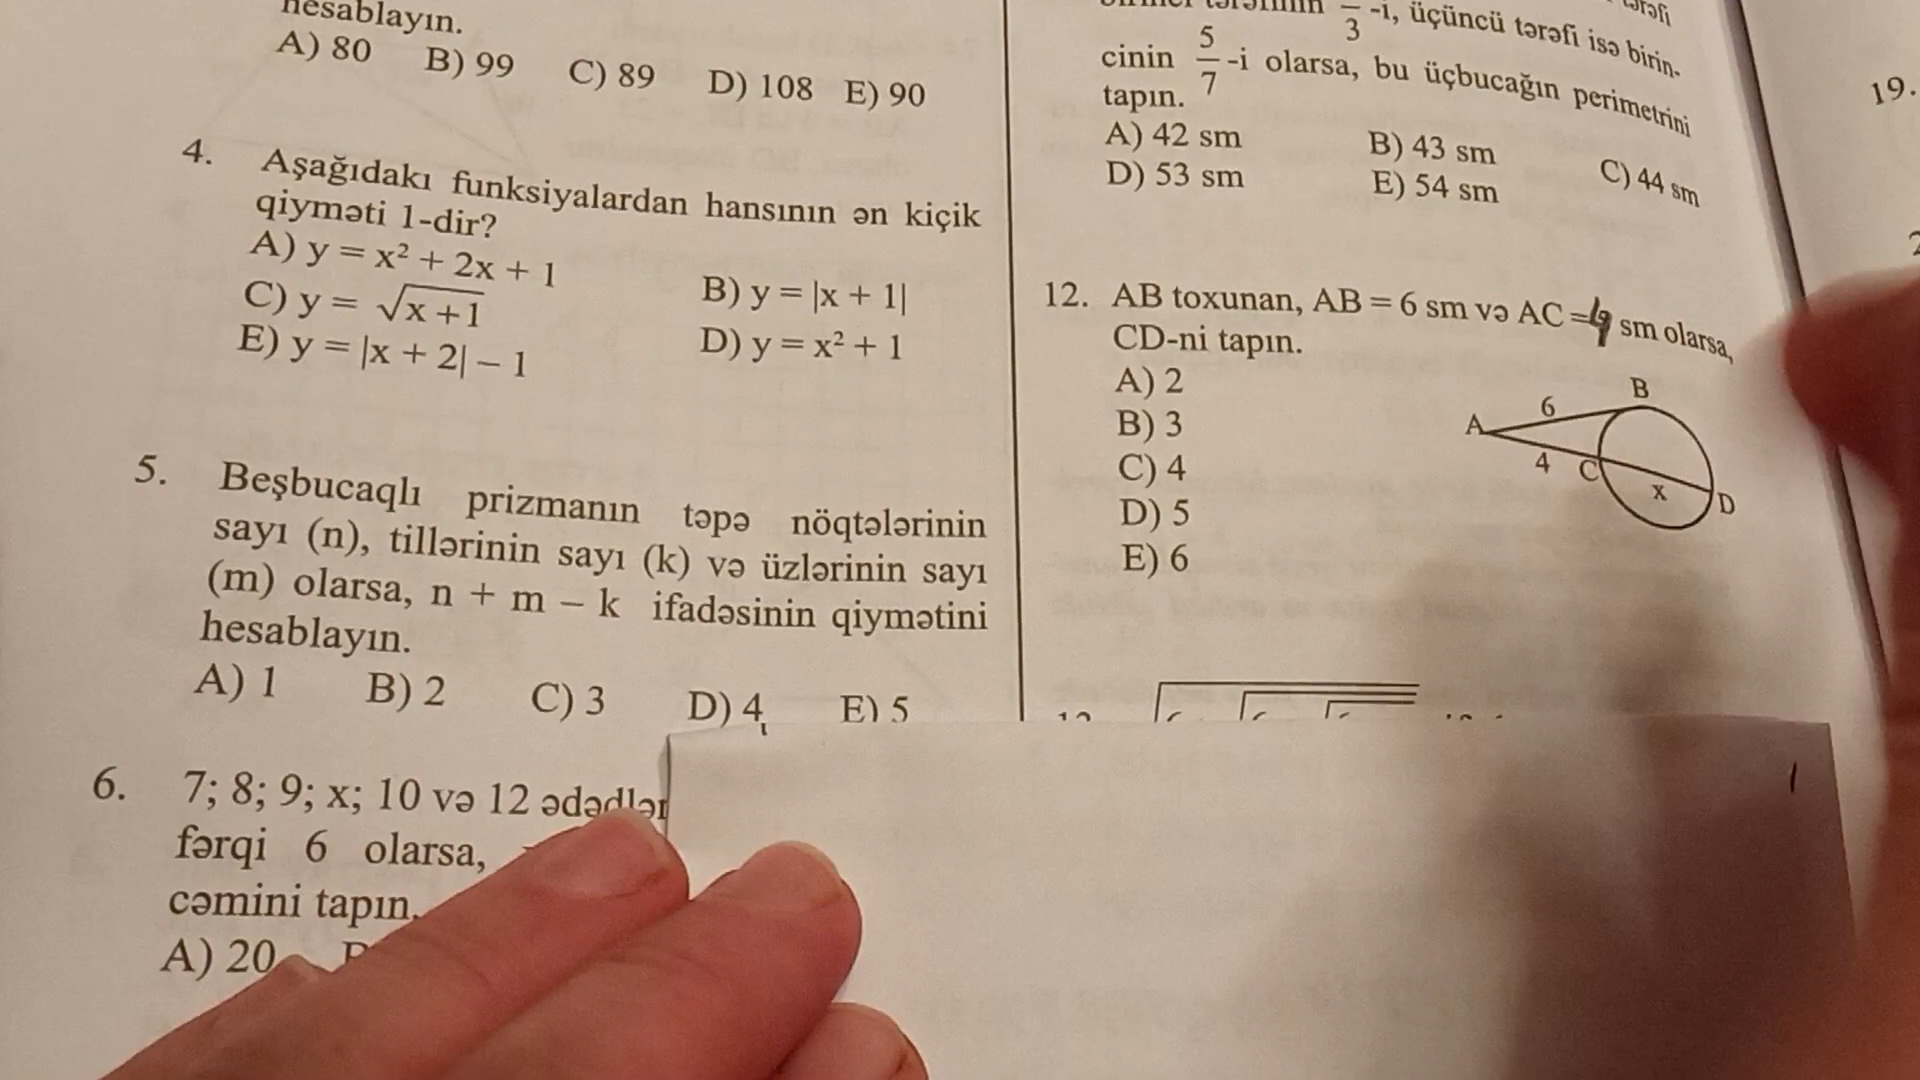 hesablayın.
A) 80 B) 99 C) 89 D) 108 E) 90
4. Aşağıdakı funksiyalardan hansının ən kiçik
qiyməti 1-dir?
A) y = x² + 2x + 1
B) y = |x + 1|
C) y = √(x + 1)
D) y = x² + 1
E) y = |x + 2| – 1
5. Beşbucaqlı prizmanın təpə nöqtələrinin
sayı (n), tillərinin sayı (k) və üzlərinin sayı
(m) olarsa, n + m – k ifadəsinin qiymətini
hesablayın.
A) 1 B) 2 C) 3 D) 4 E) 5
6. 7; 8; 9; x; 10 və 12
fərqi 6 olarsa,
cəmini tapın.
A) 20
tərəfi
3 -i, üçüncü tərəfi isə birin-
cinin 5/7 -i olarsa, bu üçbucağın perimetrini
tapın.
A) 42 sm B) 43 sm C) 44 sm
D) 53 sm E) 54 sm
12. AB toxunan, AB = 6 sm və AC = 4 sm olarsa,
CD-ni tapın.
A) 2
B) 3
C) 4
D) 5
E) 6
B
6
A
4 C
x D
19.